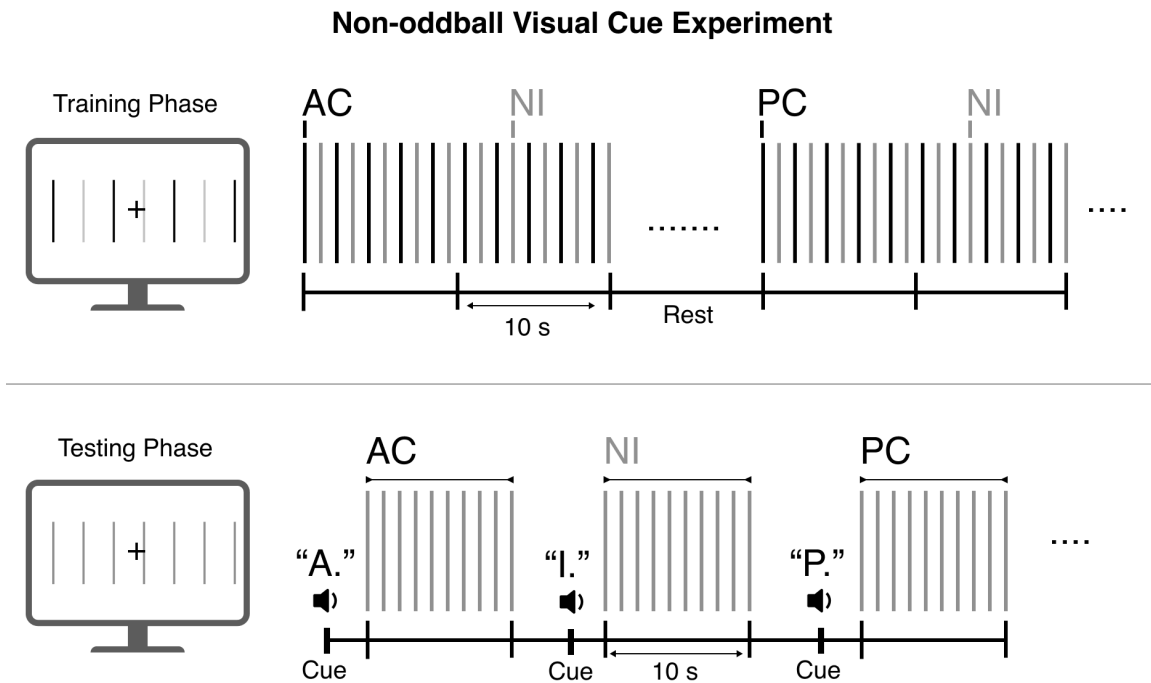 Non-oddball Visual Cue Experiment
Training Phase
AC
NI
PC
NI
.......
....
10 s
Rest
Testing Phase
AC
NI
PC
“A.”
“I.”
“P.”
....
Cue
Cue
10 s
Cue